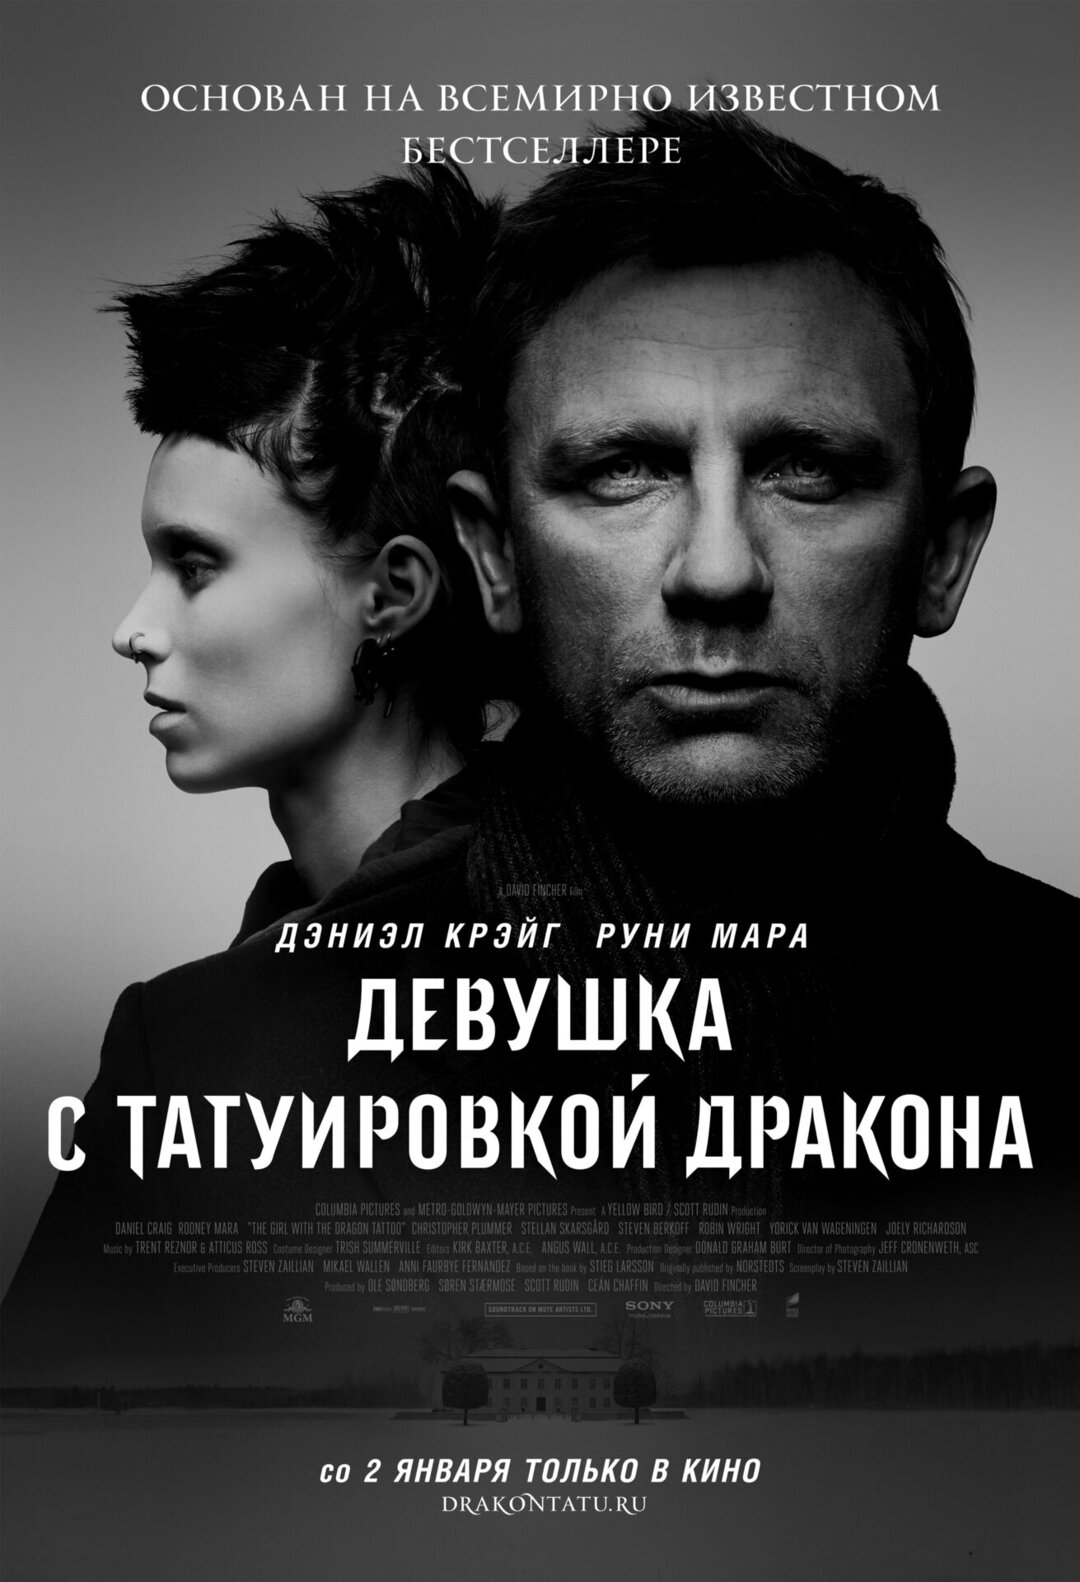 ОСНОВАН НА ВСЕМИРНО ИЗВЕСТНОМ
БЕСТСЕЛЛЕРЕ
A DAVID FINCHER film
ДЭНИЭЛ КРЭЙГ РУНИ МАРА
ДЕВУШКА
С ТАТУИРОВКОЙ ДРАКОНА
COLUMBIA PICTURES and METRO-GOLDWYN-MAYER PICTURES Present A YELLOW BIRD / SCOTT RUDIN Production
DANIEL CRAIG ROONEY MARA "THE GIRL WITH THE DRAGON TATTOO" CHRISTOPHER PLUMMER STELLAN SKARSGÅRD STEVEN BERKOFF ROBIN WRIGHT YORICK VAN WAGENINGEN JOELY RICHARDSON
Music by TRENT REZNOR & ATTICUS ROSS Costume Designer TRISH SUMMERVILLE Editors KIRK BAXTER, A.C.E. ANGUS WALL, A.C.E. Production Designer DONALD GRAHAM BURT Director of Photography JEFF CRONENWETH, ASC
Executive Producers STEVEN ZAILLIAN MIKAEL WALLEN ANNI FAURBYE FERNANDEZ Based on the book by STIEG LARSSON Originally published by NORSTEDTS Screenplay by STEVEN ZAILLIAN
Produced by OLE SØNDBERG SØREN STÆRMOSE SCOTT RUDIN CEÁN CHAFFIN Directed by DAVID FINCHER
MGM SOUNDTRACK ON MUTE ARTISTS LTD. SONY make.believe COLUMBIA PICTURES
со 2 ЯНВАРЯ ТОЛЬКО В КИНО
DRAKONTATU.RU